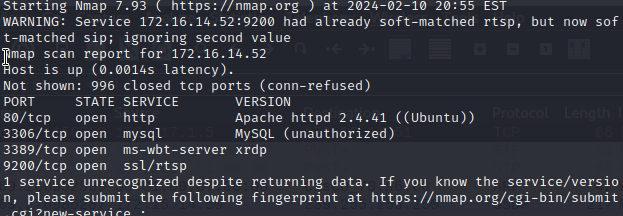 Starting Nmap 7.93 ( https://nmap.org ) at 2024-02-10 20:55 EST
WARNING: Service 172.16.14.52:9200 had already soft-matched rtsp, but now sof
t-matched sip; ignoring second value
Nmap scan report for 172.16.14.52
Host is up (0.0014s latency).
Not shown: 996 closed tcp ports (conn-refused)
PORT     STATE SERVICE       VERSION
80/tcp   open  http          Apache httpd 2.4.41 ((Ubuntu))
3306/tcp open  mysql         MySQL (unauthorized)
3389/tcp open  ms-wbt-server xrdp
9200/tcp open  ssl/rtsp
1 service unrecognized despite returning data. If you know the service/versio
n, please submit the following fingerprint at https://nmap.org/cgi-bin/submit
.cgi?new-service :
Protocol Length